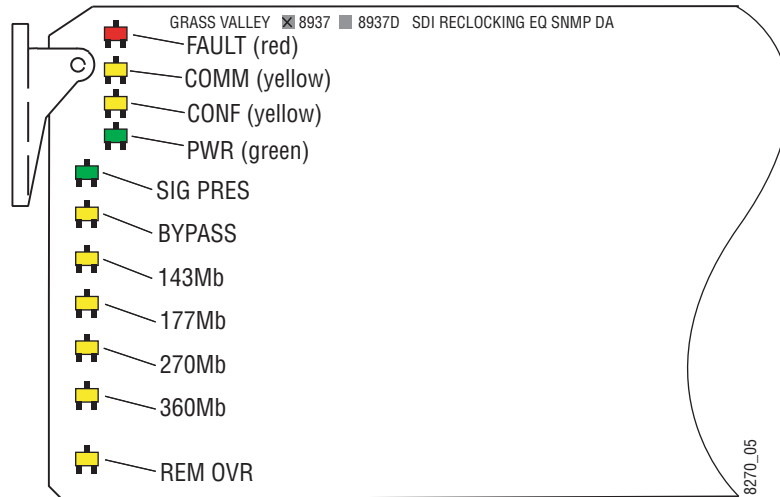 GRASS VALLEY 8937 8937D SDI RECLOCKING EQ SNMP DA
FAULT (red)
COMM (yellow)
CONF (yellow)
PWR (green)
SIG PRES
BYPASS
143Mb
177Mb
270Mb
360Mb
REM OVR
8270_05